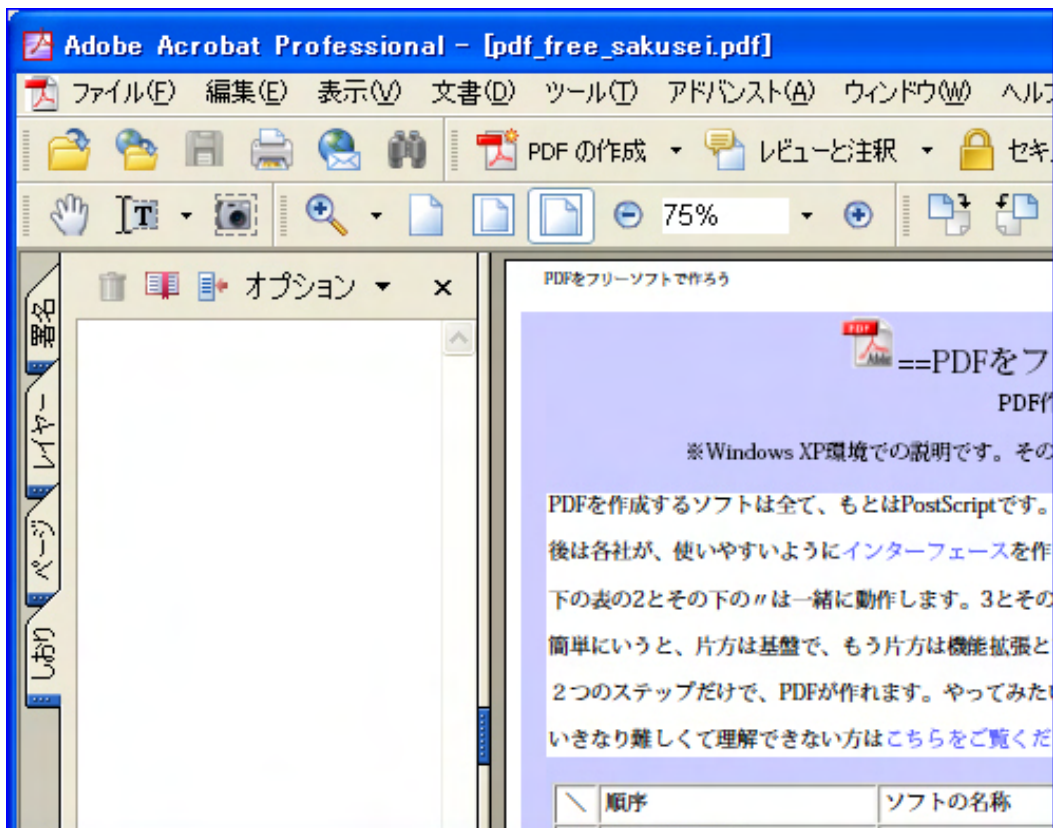 Adobe Acrobat Professional - [pdf_free_sakusei.pdf]
ファイル(F) 編集(E) 表示(V) 文書(D) ツール(T) アドバンスト(A) ウィンドウ(W) ヘル
PDF の作成 レビューと注釈 セキ
T 75%
オプション ×
署名
レイヤー
ページ
しおり
PDFをフリーソフトで作ろう
PDF Adobe ==PDFをフ
PDF作
※Windows XP環境での説明です。その
PDFを作成するソフトは全て、もとはPostScriptです。
後は各社が、使いやすいようにインターフェースを作
下の表の2とその下の〃は一緒に動作します。3とその
簡単にいうと、片方は基盤で、もう片方は機能拡張と
２つのステップだけで、PDFが作れます。やってみたい
いきなり難しくて理解できない方はこちらをご覧くだ
＼ 順序 ソフトの名称